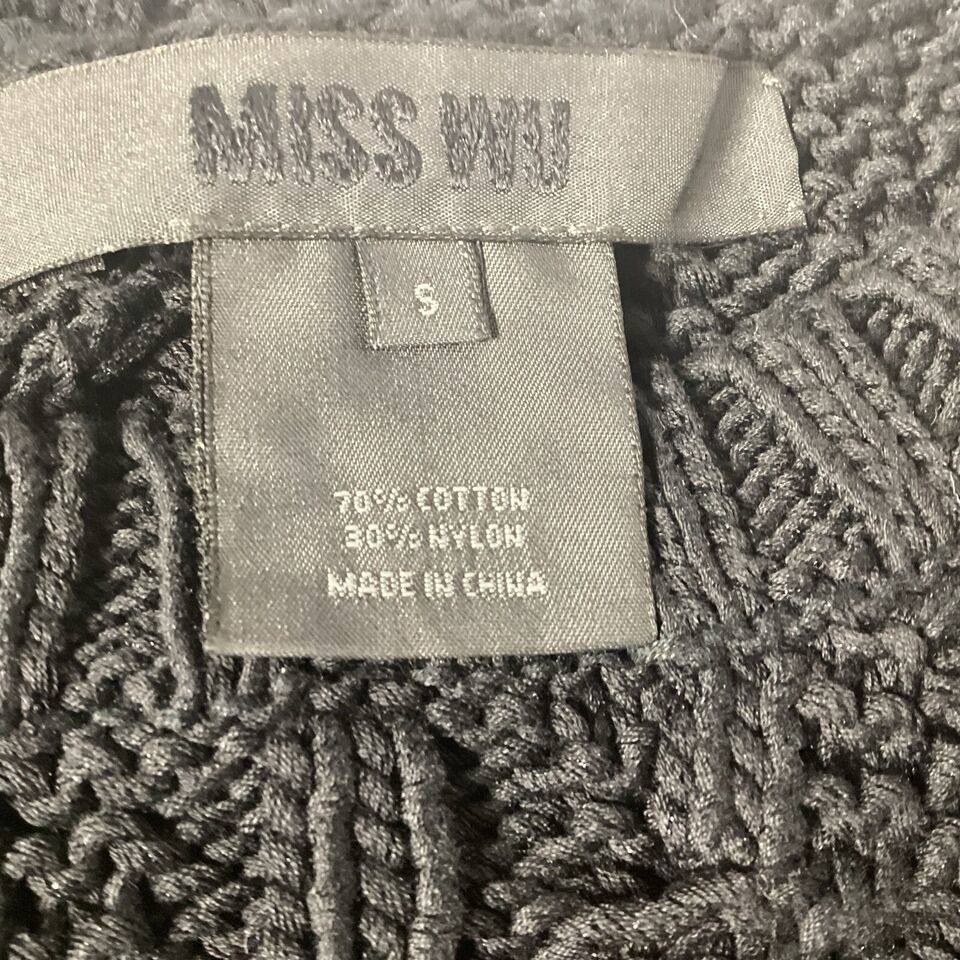 MISS WU
S
70% COTTON
30% NYLON
MADE IN CHINA